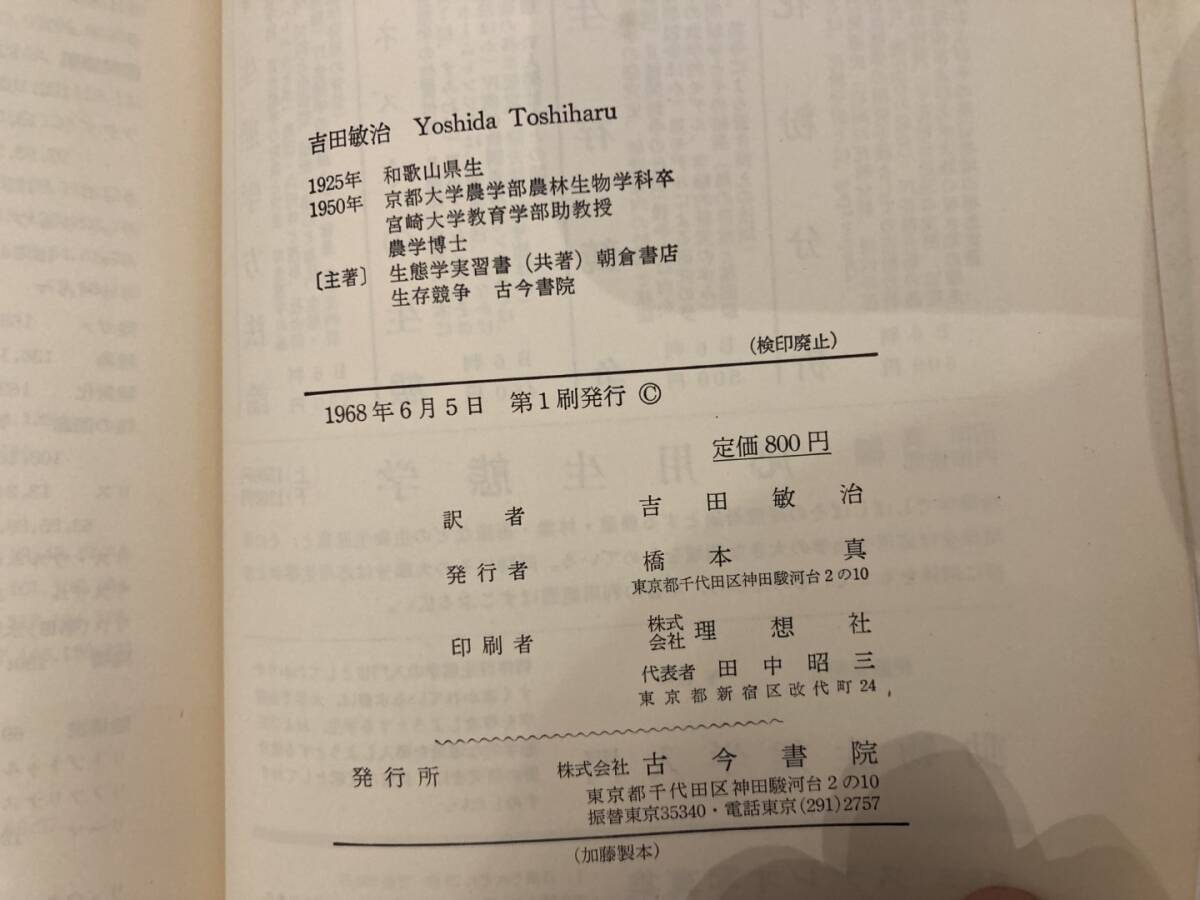 吉田敏治 Yoshida Toshiharu
1925年 和歌山県生
1950年 京都大学農学部農林生物学科卒
宮崎大学教育学部助教授
農学博士
〔主著〕 生態学実習書(共著)朝倉書店
生存競争 古今書院
(検印廃止)
1968年6月5日 第1刷発行 ©
定価800円
訳者 吉田敏治
発行者 橋本真
東京都千代田区神田駿河台2の10
印刷者 株式会社 理想社
代表者 田中昭三
東京都新宿区改代町24
発行所 株式会社 古今書院
東京都千代田区神田駿河台2の10
振替東京35340・電話東京(291)2757
(加藤製本)